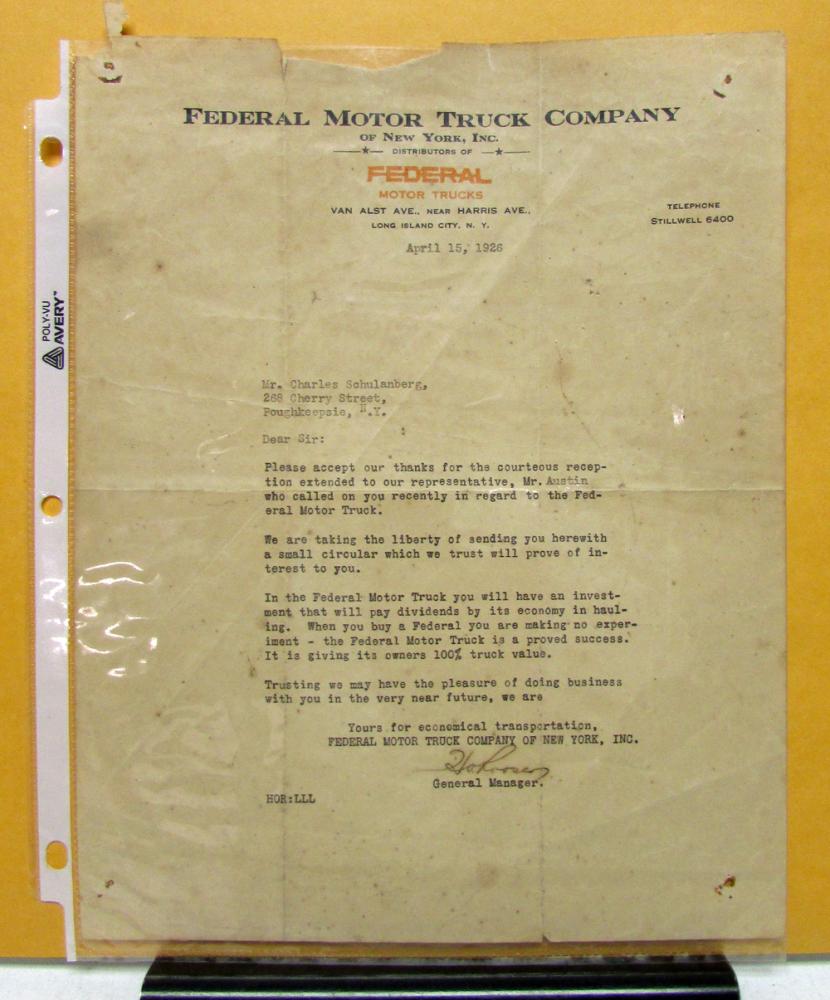 FEDERAL MOTOR TRUCK COMPANY
OF NEW YORK, INC.
DISTRIBUTORS OF
FEDERAL
MOTOR TRUCKS
VAN ALST AVE., NEAR HARRIS AVE.,
LONG ISLAND CITY, N. Y.
TELEPHONE
STILLWELL 6400
April 15, 1926
Mr. Charles Schulanberg,
268 Cherry Street,
Poughkeepsie, N.Y.
Dear Sir:
Please accept our thanks for the courteous recep-
tion extended to our representative, Mr. Austin
who called on you recently in regard to the Fed-
eral Motor Truck.
We are taking the liberty of sending you herewith
a small circular which we trust will prove of in-
terest to you.
In the Federal Motor Truck you will have an invest-
ment that will pay dividends by its economy in haul-
ing. When you buy a Federal you are making no exper-
iment - the Federal Motor Truck is a proved success.
It is giving its owners 100% truck value.
Trusting we may have the pleasure of doing business
with you in the very near future, we are
Yours for economical transportation,
FEDERAL MOTOR TRUCK COMPANY OF NEW YORK, INC.
General Manager.
HOR:LLL
POLY-VU
AVERY™